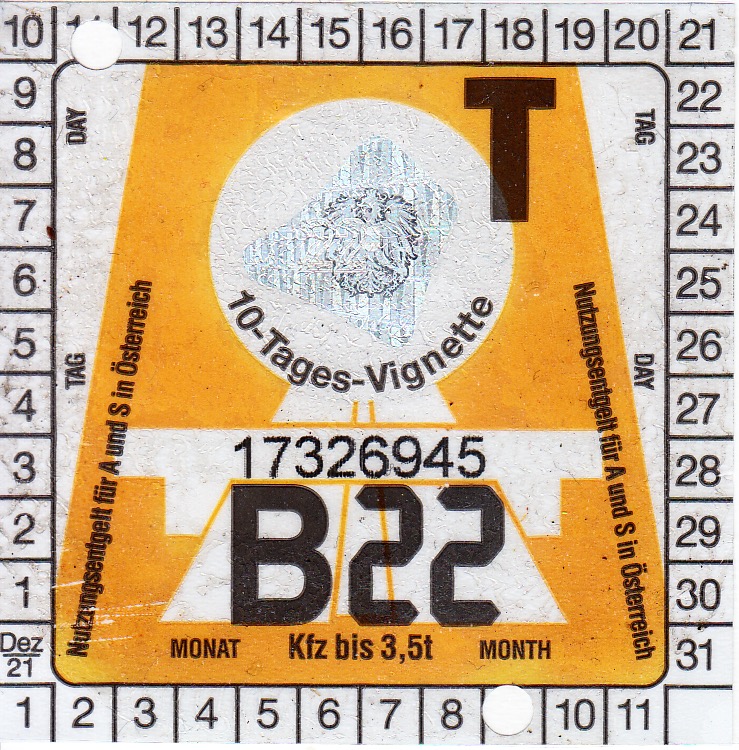 10 12 13 14 15 16 17 18 19 20 21
9 22
T
DAY TAG
8 23
7 24
6 25
5 26
TAG DAY
4 27
3 28
2 29
1 30
Dez 31
21
Nutzungsentgelt für A und S in Österreich
Nutzungsentgelt für A und S in Österreich
10-Tages-Vignette
17326945
B22
MONAT Kfz bis 3,5t MONTH
1 2 3 4 5 6 7 8 10 11